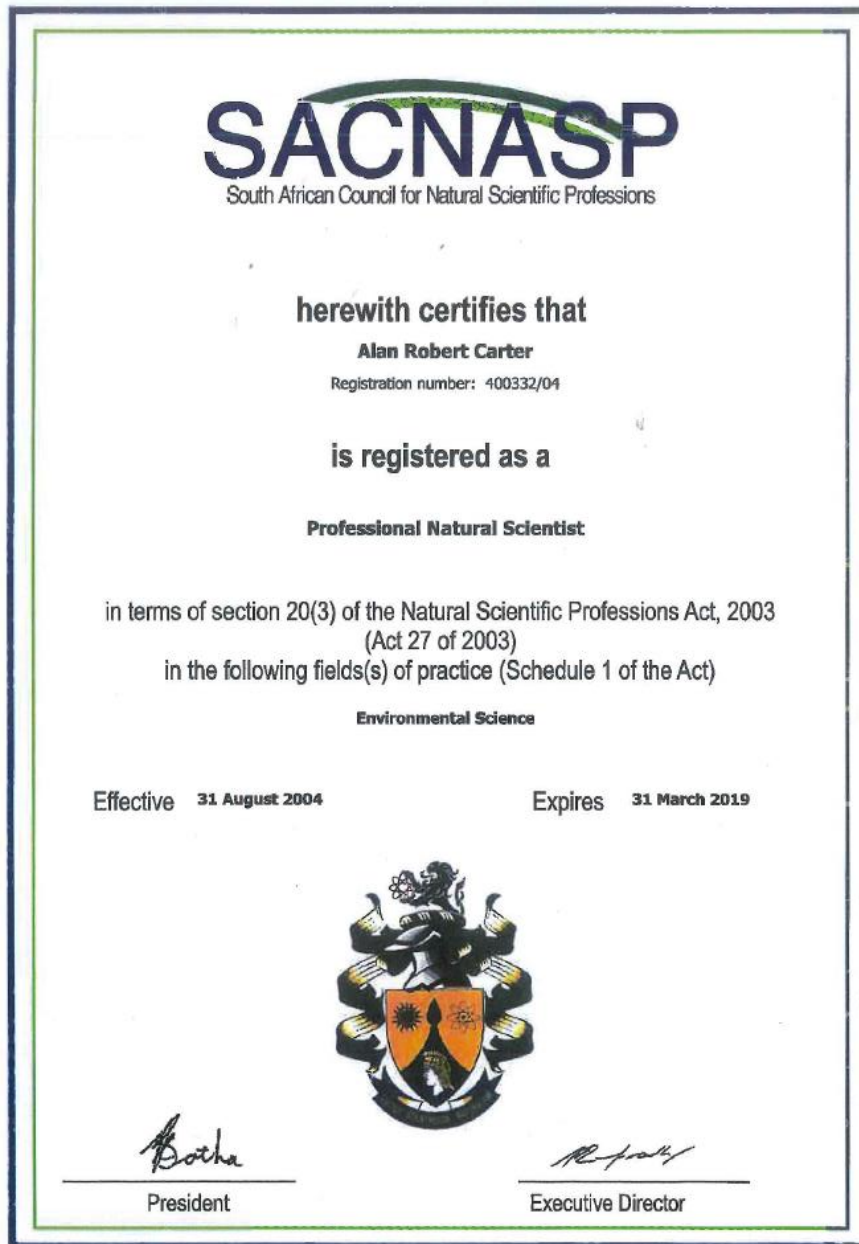 SACNASP
South African Council for Natural Scientific Professions
herewith certifies that
Alan Robert Carter
Registration number: 400332/04
is registered as a
Professional Natural Scientist
in terms of section 20(3) of the Natural Scientific Professions Act, 2003
(Act 27 of 2003)
in the following fields(s) of practice (Schedule 1 of the Act)
Environmental Science
Effective 31 August 2004 Expires 31 March 2019
Botha
President Executive Director